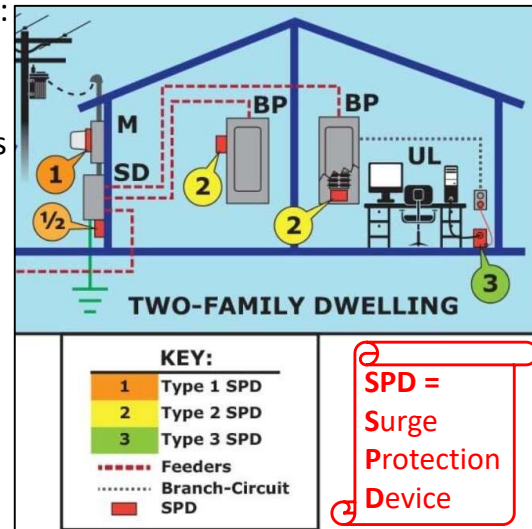 :
s
BP
BP
M
UL
SD
1
2
½
2
3
TWO-FAMILY DWELLING
KEY:
1 Type 1 SPD
2 Type 2 SPD
3 Type 3 SPD
Feeders
Branch-Circuit
SPD
SPD =
Surge
Protection
Device